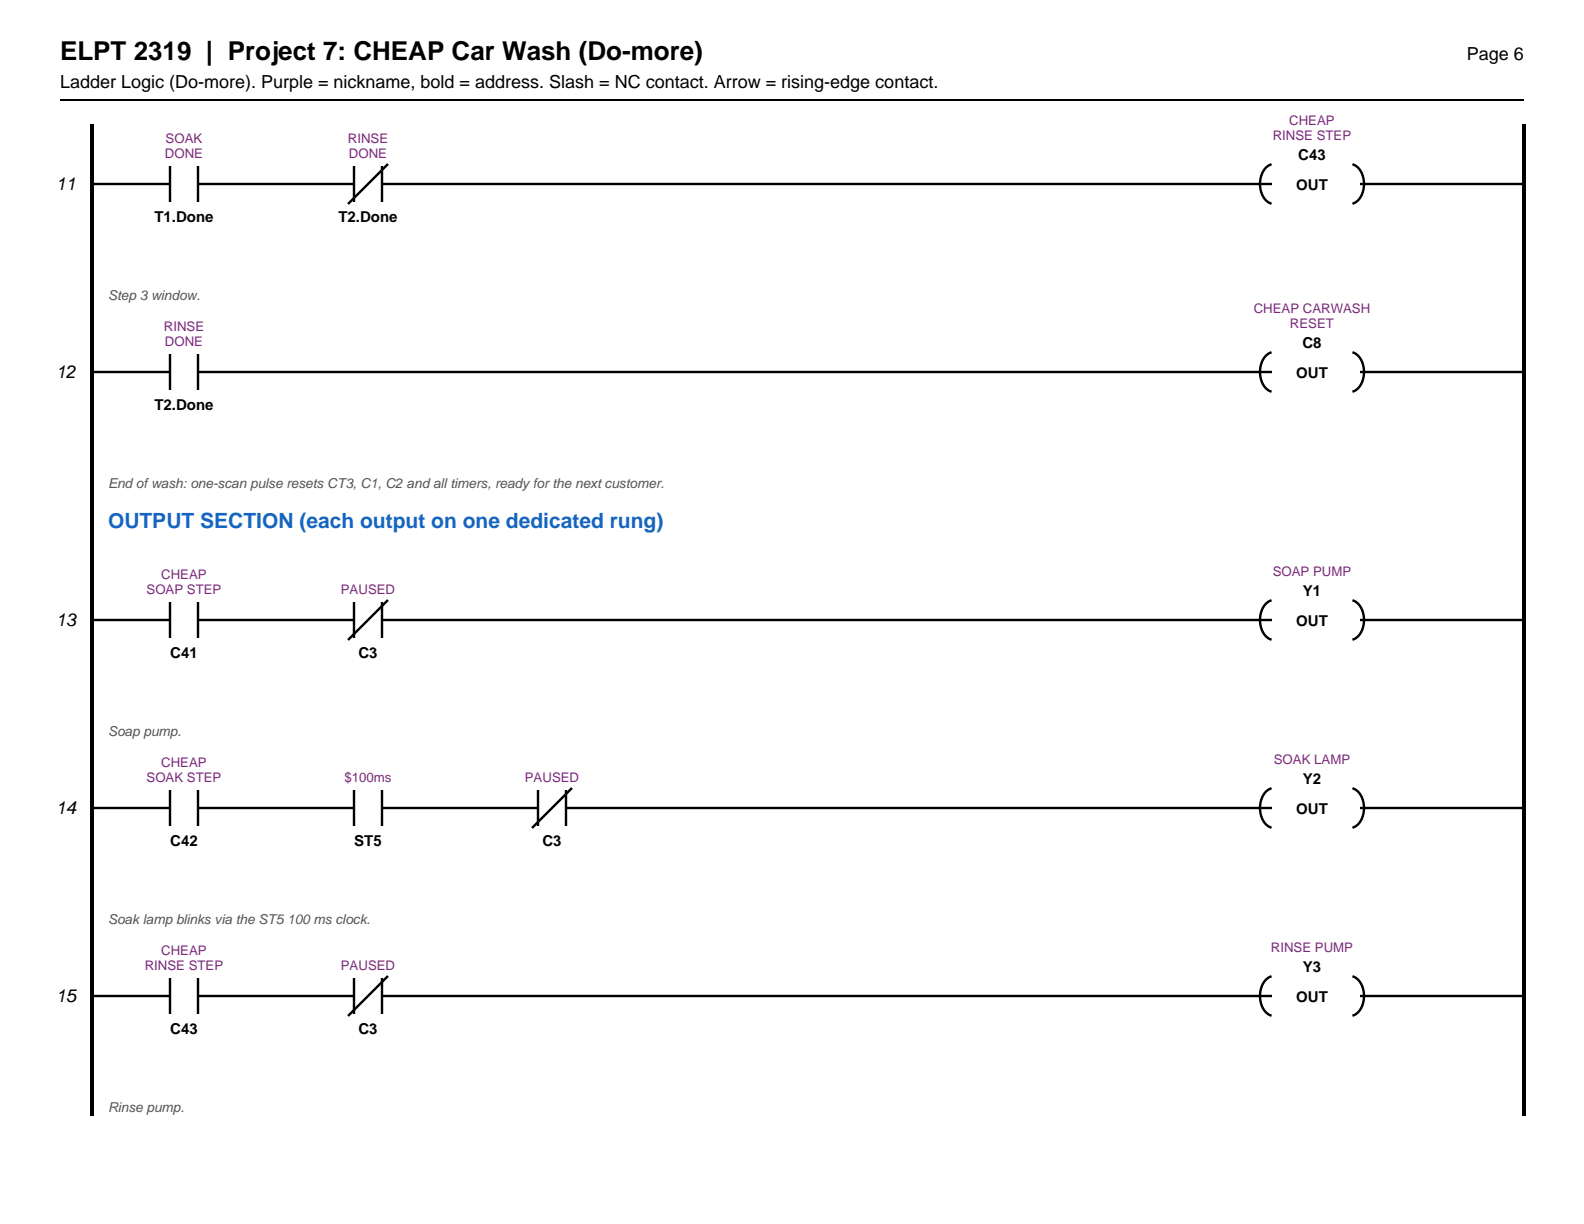 ELPT 2319 | Project 7: CHEAP Car Wash (Do-more)
Page 6
Ladder Logic (Do-more). Purple = nickname, bold = address. Slash = NC contact. Arrow = rising-edge contact.
SOAK
DONE
RINSE
DONE
CHEAP
RINSE STEP
C43
11
OUT
T1.Done
T2.Done
Step 3 window.
RINSE
DONE
CHEAP CARWASH
RESET
C8
12
OUT
T2.Done
End of wash: one-scan pulse resets CT3, C1, C2 and all timers, ready for the next customer.
OUTPUT SECTION (each output on one dedicated rung)
CHEAP
SOAP STEP
PAUSED
SOAP PUMP
Y1
13
OUT
C41
C3
Soap pump.
CHEAP
SOAK STEP
$100ms
PAUSED
SOAK LAMP
Y2
14
OUT
C42
ST5
C3
Soak lamp blinks via the ST5 100 ms clock.
CHEAP
RINSE STEP
PAUSED
RINSE PUMP
Y3
15
OUT
C43
C3
Rinse pump.